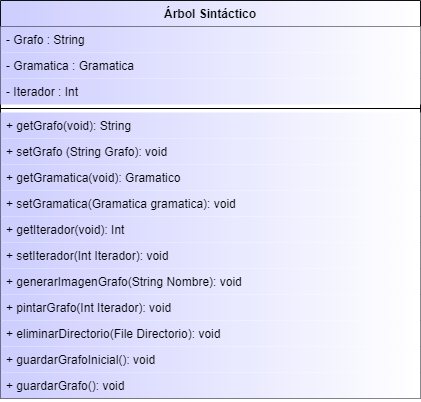 Árbol Sintáctico
- Grafo : String
- Gramatica : Gramatica
- Iterador : Int
+ getGrafo(void): String
+ setGrafo (String Grafo): void
+ getGramatica(void): Gramatico
+ setGramatica(Gramatica gramatica): void
+ getIterador(void): Int
+ setIterador(Int Iterador): void
+ generarImagenGrafo(String Nombre): void
+ pintarGrafo(Int Iterador): void
+ eliminarDirectorio(File Directorio): void
+ guardarGrafoInicial(): void
+ guardarGrafo(): void